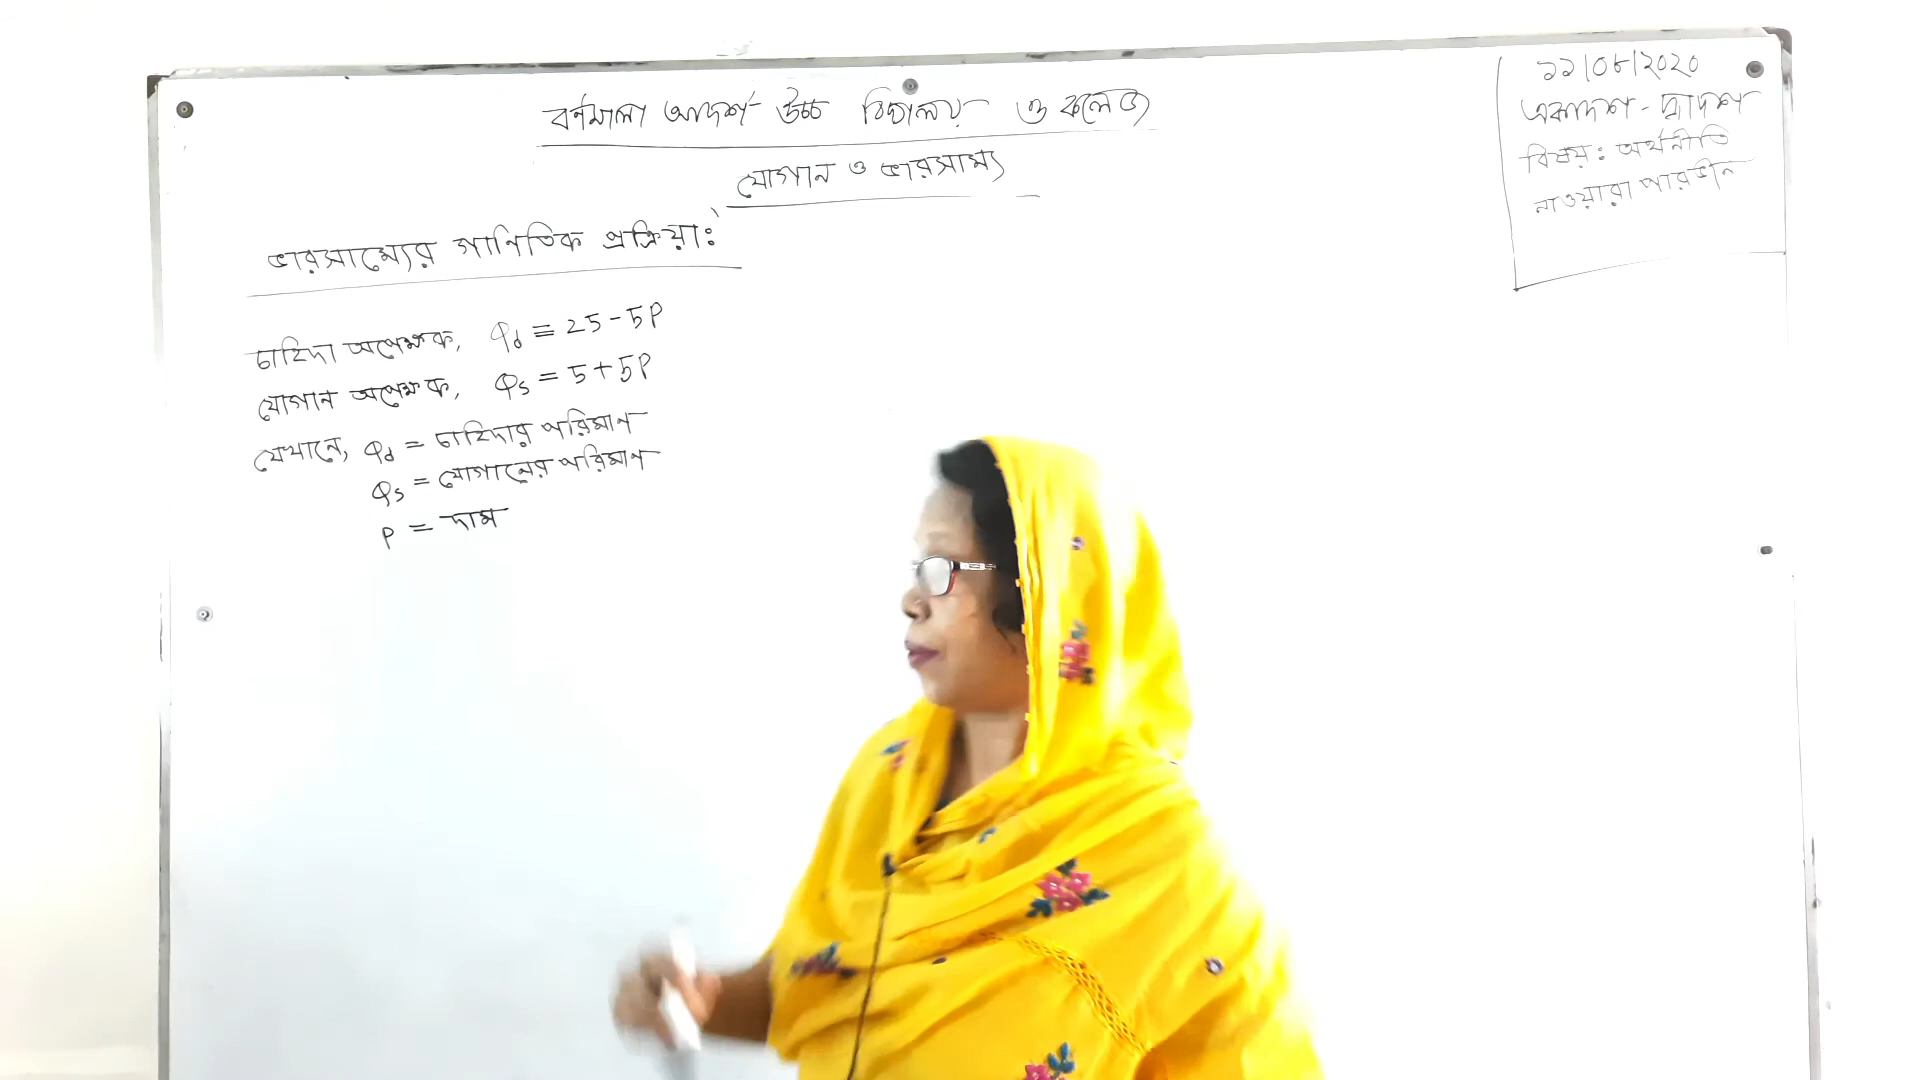 বর্ণমালা আদর্শ উচ্চ বিদ্যালয় ও কলেজ
যোগান ও ভারসাম্য
১১/০৮/২০২০
একাদশ - দ্বাদশ
বিষয় : অর্থনীতি
নাওয়ারা পারভীন
ভারসাম্যের গাণিতিক প্রক্রিয়াঃ
চাহিদা অপেক্ষক, Qd = 25 - 5P
যোগান অপেক্ষক, Qs = 5 + 5P
যেখানে, Qd = চাহিদার পরিমাণ
Qs = যোগানের পরিমাণ
P = দাম